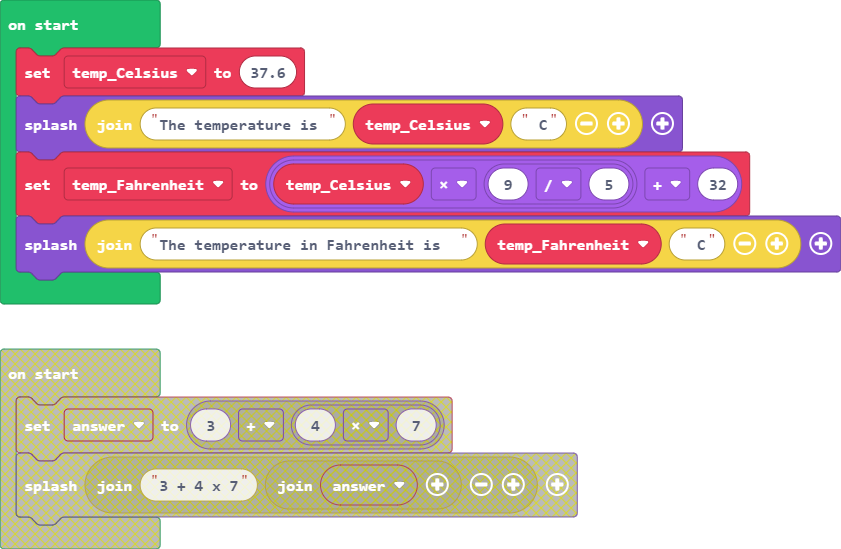 on start
set temp_Celsius to 37.6
splash join "The temperature is " temp_Celsius " C"
set temp_Fahrenheit to temp_Celsius × 9 / 5 + 32
splash join "The temperature in Fahrenheit is " temp_Fahrenheit " C"
on start
set answer to 3 + 4 × 7
splash join "3 + 4 x 7" join answer